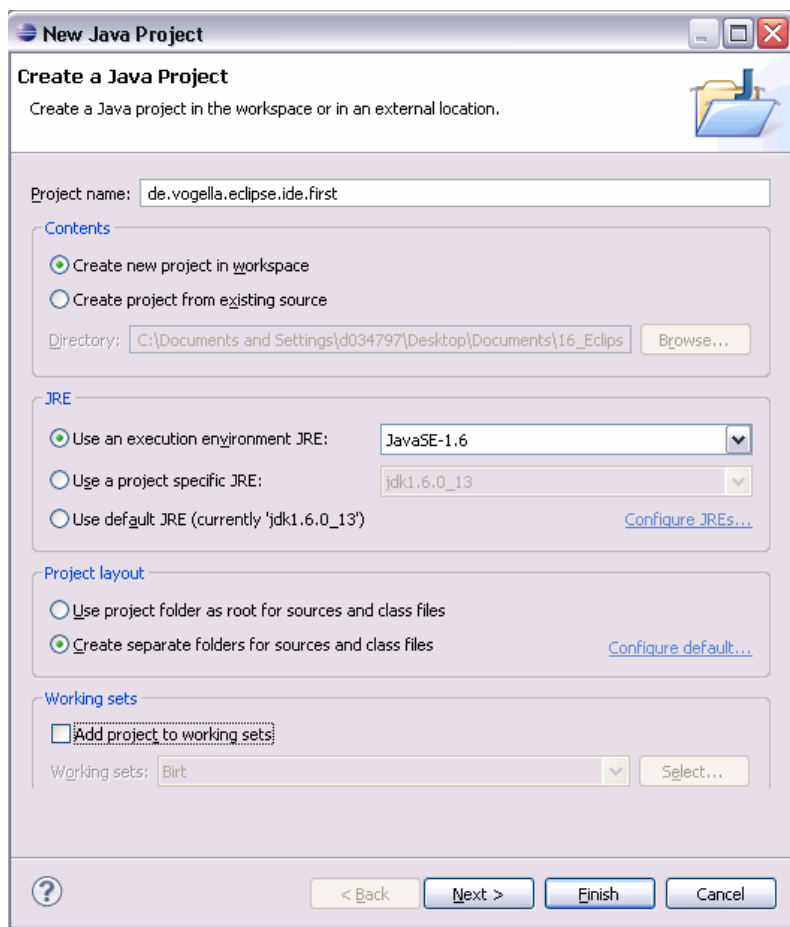 New Java Project
Create a Java Project
Create a Java project in the workspace or in an external location.
Project name: de.vogella.eclipse.ide.first
Contents
Create new project in workspace
Create project from existing source
Directory: C:\Documents and Settings\d034797\Desktop\Documents\16_Eclips Browse...
JRE
Use an execution environment JRE: JavaSE-1.6
Use a project specific JRE: jdk1.6.0_13
Use default JRE (currently 'jdk1.6.0_13') Configure JREs...
Project layout
Use project folder as root for sources and class files
Create separate folders for sources and class files Configure default...
Working sets
Add project to working sets
Working sets: Birt Select...
? < Back Next > Finish Cancel